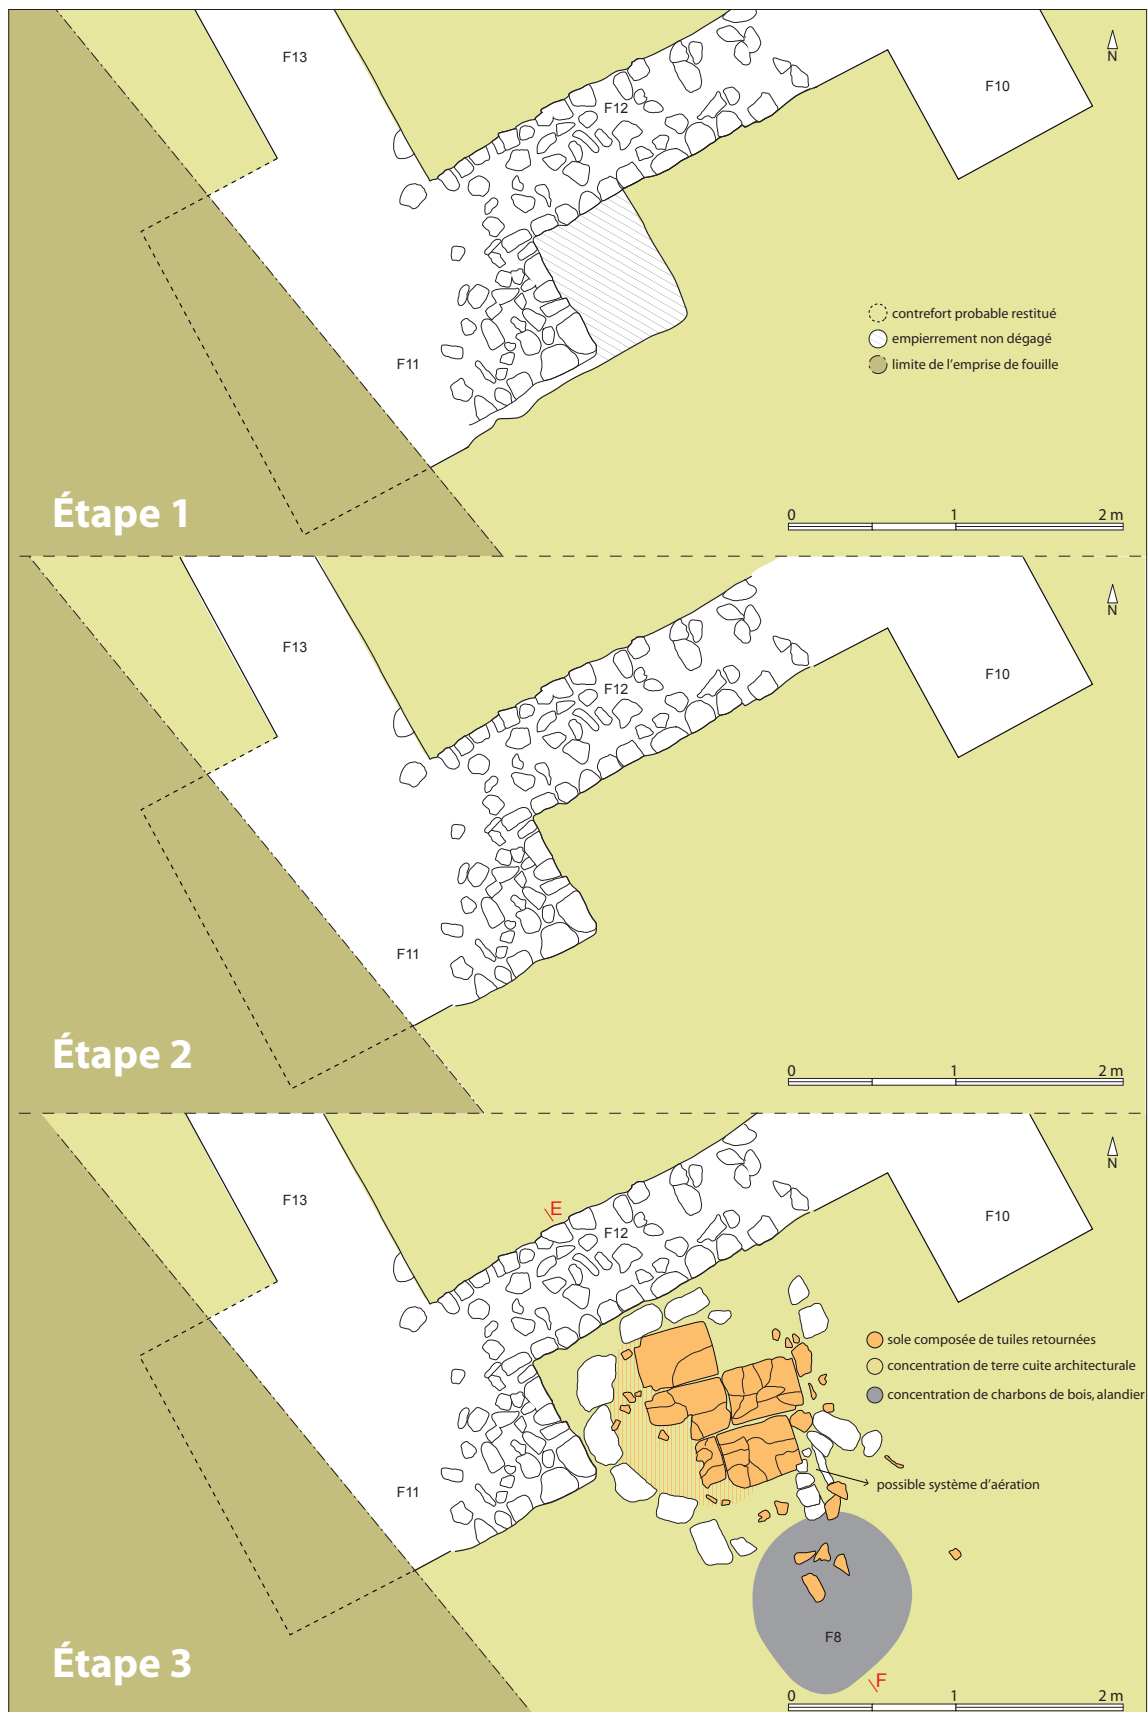 F13
F12
F10
N
contrefort probable restitué
empierrement non dégagé
limite de l'emprise de fouille
F11
Étape 1
0 1 2 m
F13
F12
F10
N
F11
Étape 2
0 1 2 m
F13
E
F12
F10
N
sole composée de tuiles retournées
concentration de terre cuite architecturale
concentration de charbons de bois, alandier
F11
possible système d'aération
F8
Étape 3
F
0 1 2 m